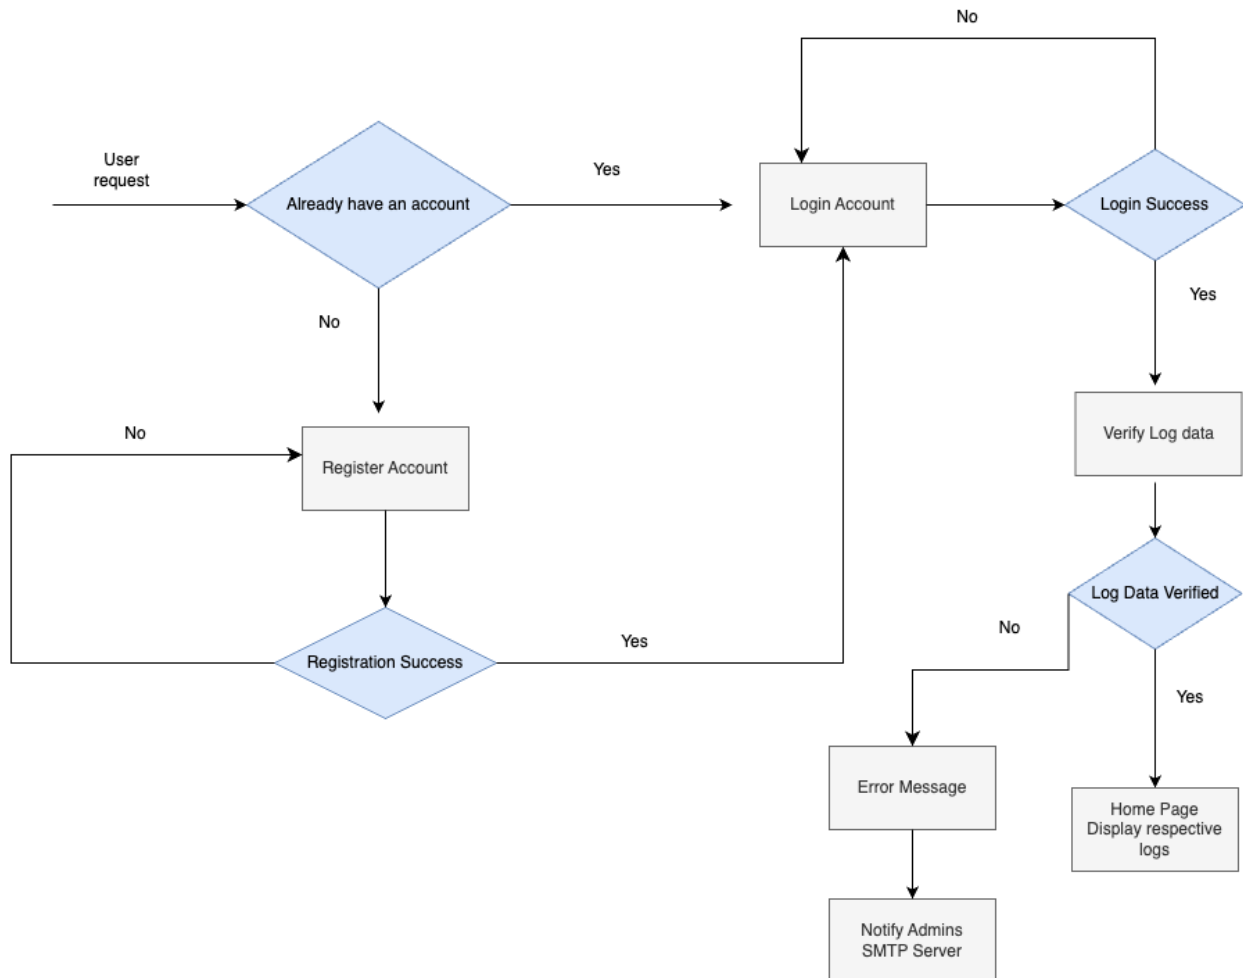 No
User
request
Already have an account
Yes
Login Account
Login Success
No
Yes
No
Register Account
Verify Log data
Registration Success
Yes
Log Data Verified
No
Yes
Error Message
Home Page
Display respective
logs
Notify Admins
SMTP Server